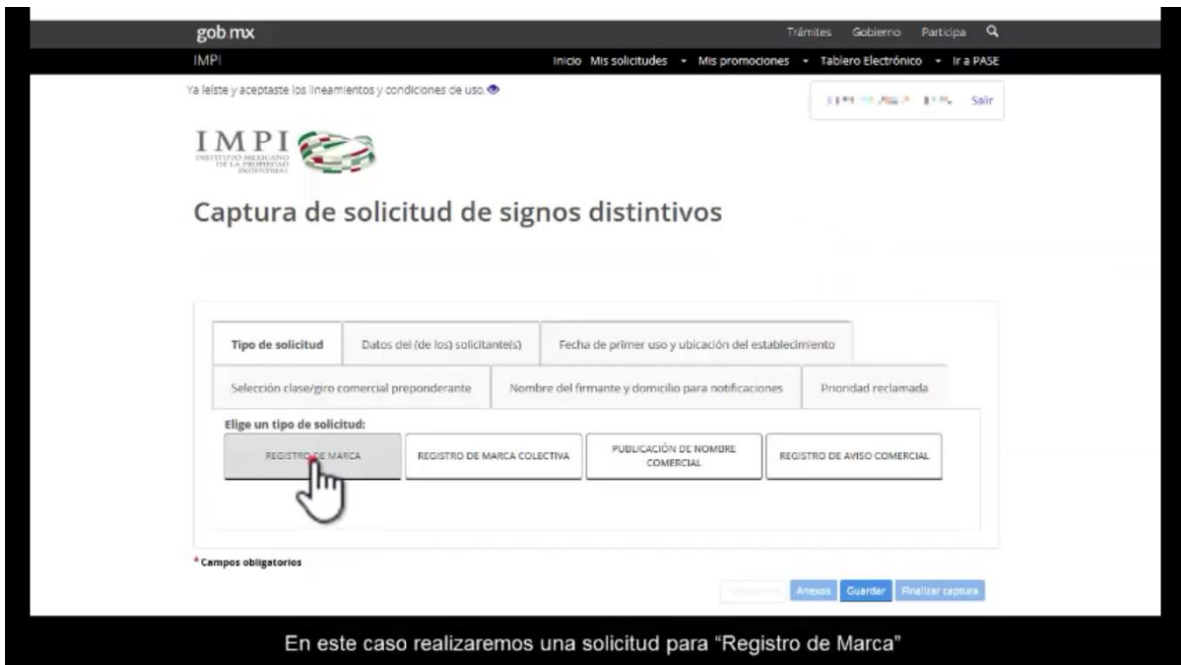 gob mx
Trámites Gobierno Participa
IMPI
Inicio Mis solicitudes Mis promociones Tablero Electrónico Ir a PASE
Ya leíste y aceptaste los lineamientos y condiciones de uso.
Salir
IMPI
INSTITUTO MEXICANO
DE LA PROPIEDAD
INDUSTRIAL
Captura de solicitud de signos distintivos
Tipo de solicitud Datos del (de los) solicitante(s) Fecha de primer uso y ubicación del establecimiento
Selección clase/giro comercial preponderante Nombre del firmante y domicilio para notificaciones Prioridad reclamada
Elige un tipo de solicitud:
REGISTRO DE MARCA REGISTRO DE MARCA COLECTIVA PUBLICACIÓN DE NOMBRE COMERCIAL REGISTRO DE AVISO COMERCIAL
* Campos obligatorios
Anexos Guardar Finalizar captura
En este caso realizaremos una solicitud para “Registro de Marca”